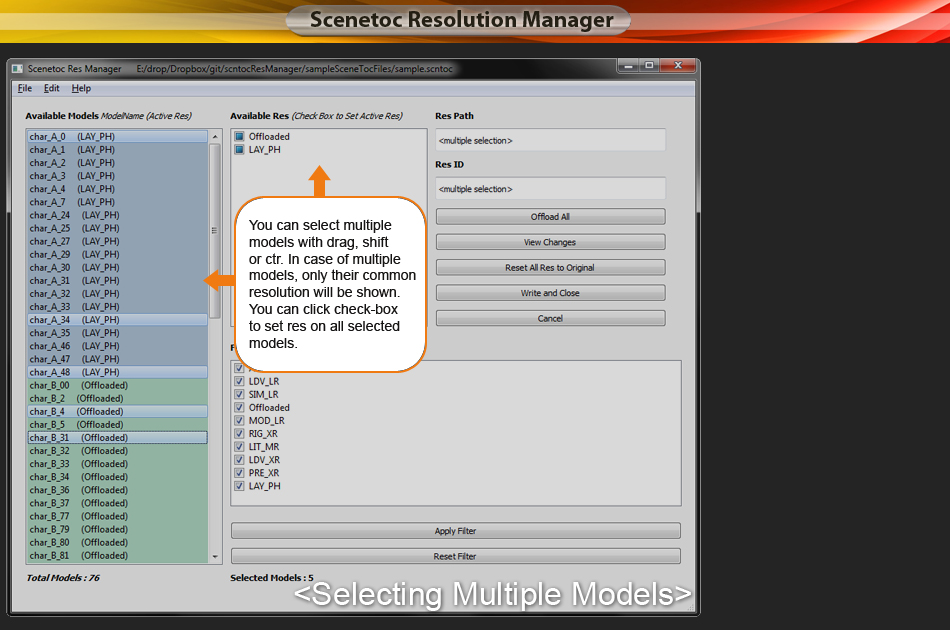 Scenetoc Resolution Manager
Scenetoc Res Manager E:/drop/Dropbox/git/scntocResManager/sampleSceneTocFiles/sample.scntoc
File Edit Help
Available Models ModelName (Active Res)
char_A_0 (LAY_PH)
char_A_1 (LAY_PH)
char_A_2 (LAY_PH)
char_A_3 (LAY_PH)
char_A_4 (LAY_PH)
char_A_7 (LAY_PH)
char_A_24 (LAY_PH)
char_A_25 (LAY_PH)
char_A_27 (LAY_PH)
char_A_29 (LAY_PH)
char_A_30 (LAY_PH)
char_A_31 (LAY_PH)
char_A_32 (LAY_PH)
char_A_33 (LAY_PH)
char_A_34 (LAY_PH)
char_A_35 (LAY_PH)
char_A_46 (LAY_PH)
char_A_47 (LAY_PH)
char_A_48 (LAY_PH)
char_B_00 (Offloaded)
char_B_2 (Offloaded)
char_B_4 (Offloaded)
char_B_5 (Offloaded)
char_B_31 (Offloaded)
char_B_32 (Offloaded)
char_B_33 (Offloaded)
char_B_34 (Offloaded)
char_B_36 (Offloaded)
char_B_37 (Offloaded)
char_B_77 (Offloaded)
char_B_79 (Offloaded)
char_B_80 (Offloaded)
char_B_81 (Offloaded)
Total Models : 76
Available Res (Check Box to Set Active Res)
Offloaded
LAY_PH
You can select multiple
models with drag, shift
or ctr. In case of multiple
models, only their common
resolution will be shown.
You can click check-box
to set res on all selected
models.
Res Path
<multiple selection>
Res ID
<multiple selection>
Offload All
View Changes
Reset All Res to Original
Write and Close
Cancel
LDV_LR
SIM_LR
Offloaded
MOD_LR
RIG_XR
LIT_MR
LDV_XR
PRE_XR
LAY_PH
Apply Filter
Reset Filter
Selected Models : 5
<Selecting Multiple Models>